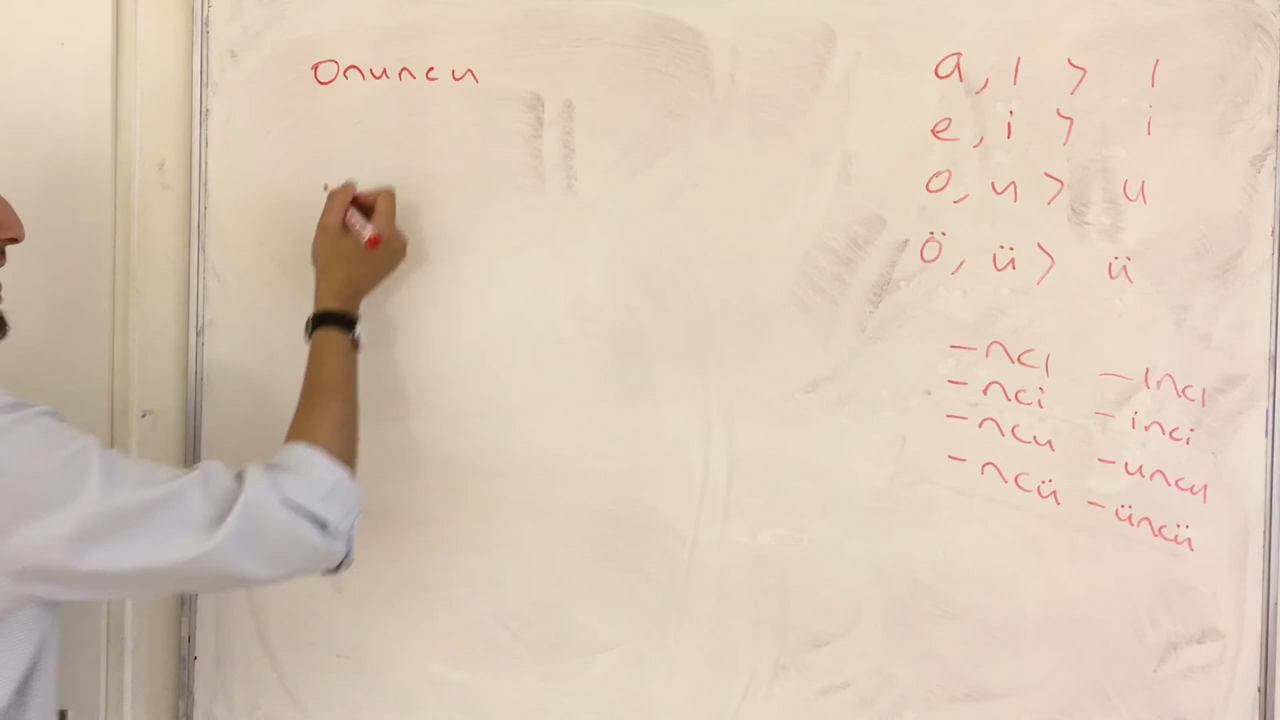 Onuncu
a, ı > ı
e, i > i
o, u > u
ö, ü > ü
-ncı -ıncı
-nci -inci
-ncu -uncu
-ncü -üncü